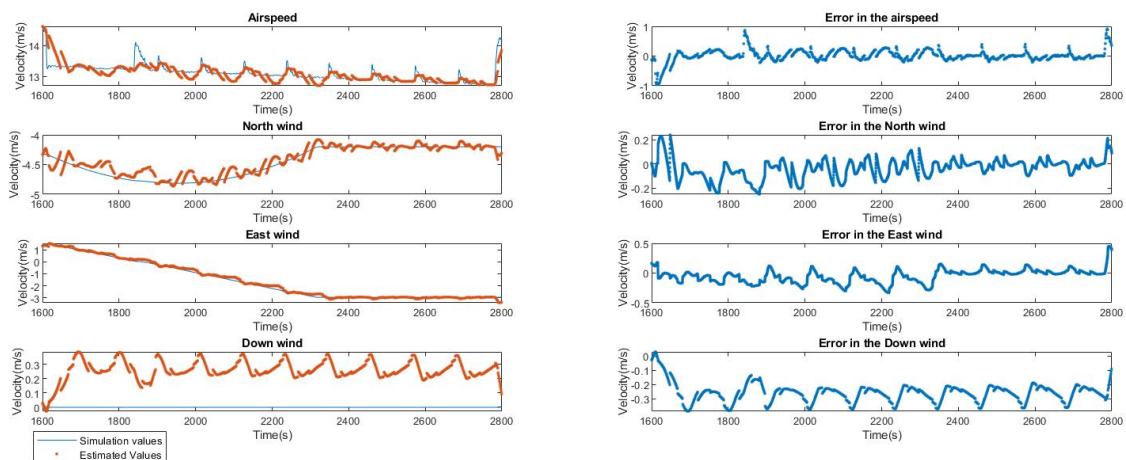 Airspeed
Velocity(m/s)
14
13
1600 1800 2000 2200 2400 2600 2800
Time(s)
North wind
Velocity(m/s)
-4
-4.5
-5
1600 1800 2000 2200 2400 2600 2800
Time(s)
East wind
Velocity(m/s)
1
0
-1
-2
-3
1600 1800 2000 2200 2400 2600 2800
Time(s)
Down wind
Velocity(m/s)
0.3
0.2
0.1
0
1600 1800 2000 2200 2400 2600 2800
Time(s)
Simulation values
Estimated Values
Error in the airspeed
Velocity(m/s)
1
0
-1
1600 1800 2000 2200 2400 2600 2800
Time(s)
Error in the North wind
Velocity(m/s)
0.2
0
-0.2
1600 1800 2000 2200 2400 2600 2800
Time(s)
Error in the East wind
Velocity(m/s)
0.5
0
-0.5
1600 1800 2000 2200 2400 2600 2800
Time(s)
Error in the Down wind
Velocity(m/s)
0
-0.1
-0.2
-0.3
1600 1800 2000 2200 2400 2600 2800
Time(s)